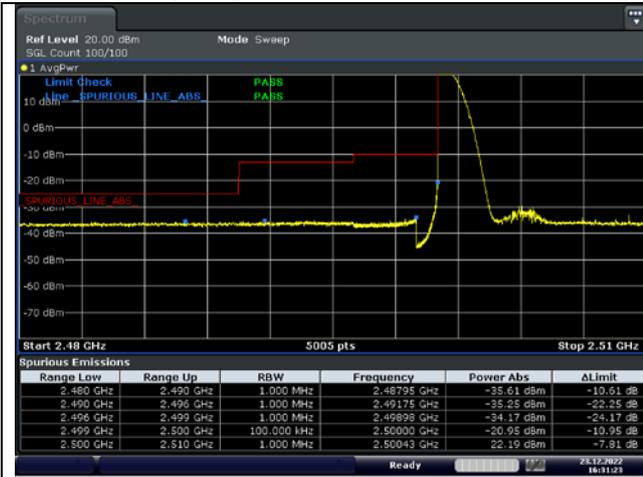 Spectrum
Ref Level 20.00 dBm Mode Sweep
SGL Count 100/100
1 AvgPwr
Limit Check PASS
Line _SPURIOUS_LINE_ABS_ PASS
10 dBm
0 dBm
-10 dBm
-20 dBm
_SPURIOUS_LINE_ABS_
-30 dBm
-40 dBm
-50 dBm
-60 dBm
-70 dBm
Start 2.48 GHz 5005 pts Stop 2.51 GHz
Spurious Emissions
Range Low Range Up RBW Frequency Power Abs ΔLimit
2.480 GHz 2.490 GHz 1.000 MHz 2.48795 GHz -35.61 dBm -10.61 dB
2.490 GHz 2.496 GHz 1.000 MHz 2.49175 GHz -35.25 dBm -22.25 dB
2.496 GHz 2.499 GHz 1.000 MHz 2.49898 GHz -34.17 dBm -24.17 dB
2.499 GHz 2.500 GHz 100.000 kHz 2.50000 GHz -20.95 dBm -10.95 dB
2.500 GHz 2.510 GHz 1.000 MHz 2.50043 GHz 22.19 dBm -7.81 dB
Ready 23.12.2022
16:31:23